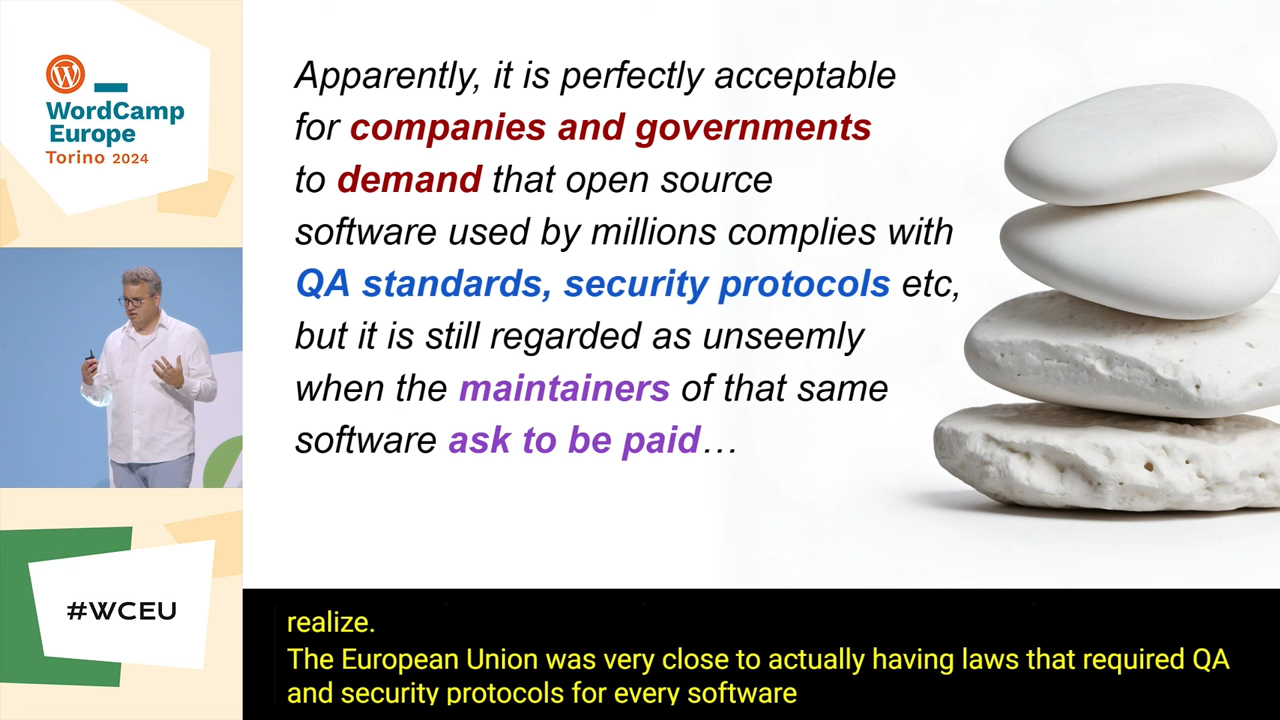 WordCamp
Europe
Torino 2024
#WCEU
Apparently, it is perfectly acceptable
for companies and governments
to demand that open source
software used by millions complies with
QA standards, security protocols etc,
but it is still regarded as unseemly
when the maintainers of that same
software ask to be paid…
realize.
The European Union was very close to actually having laws that required QA
and security protocols for every software